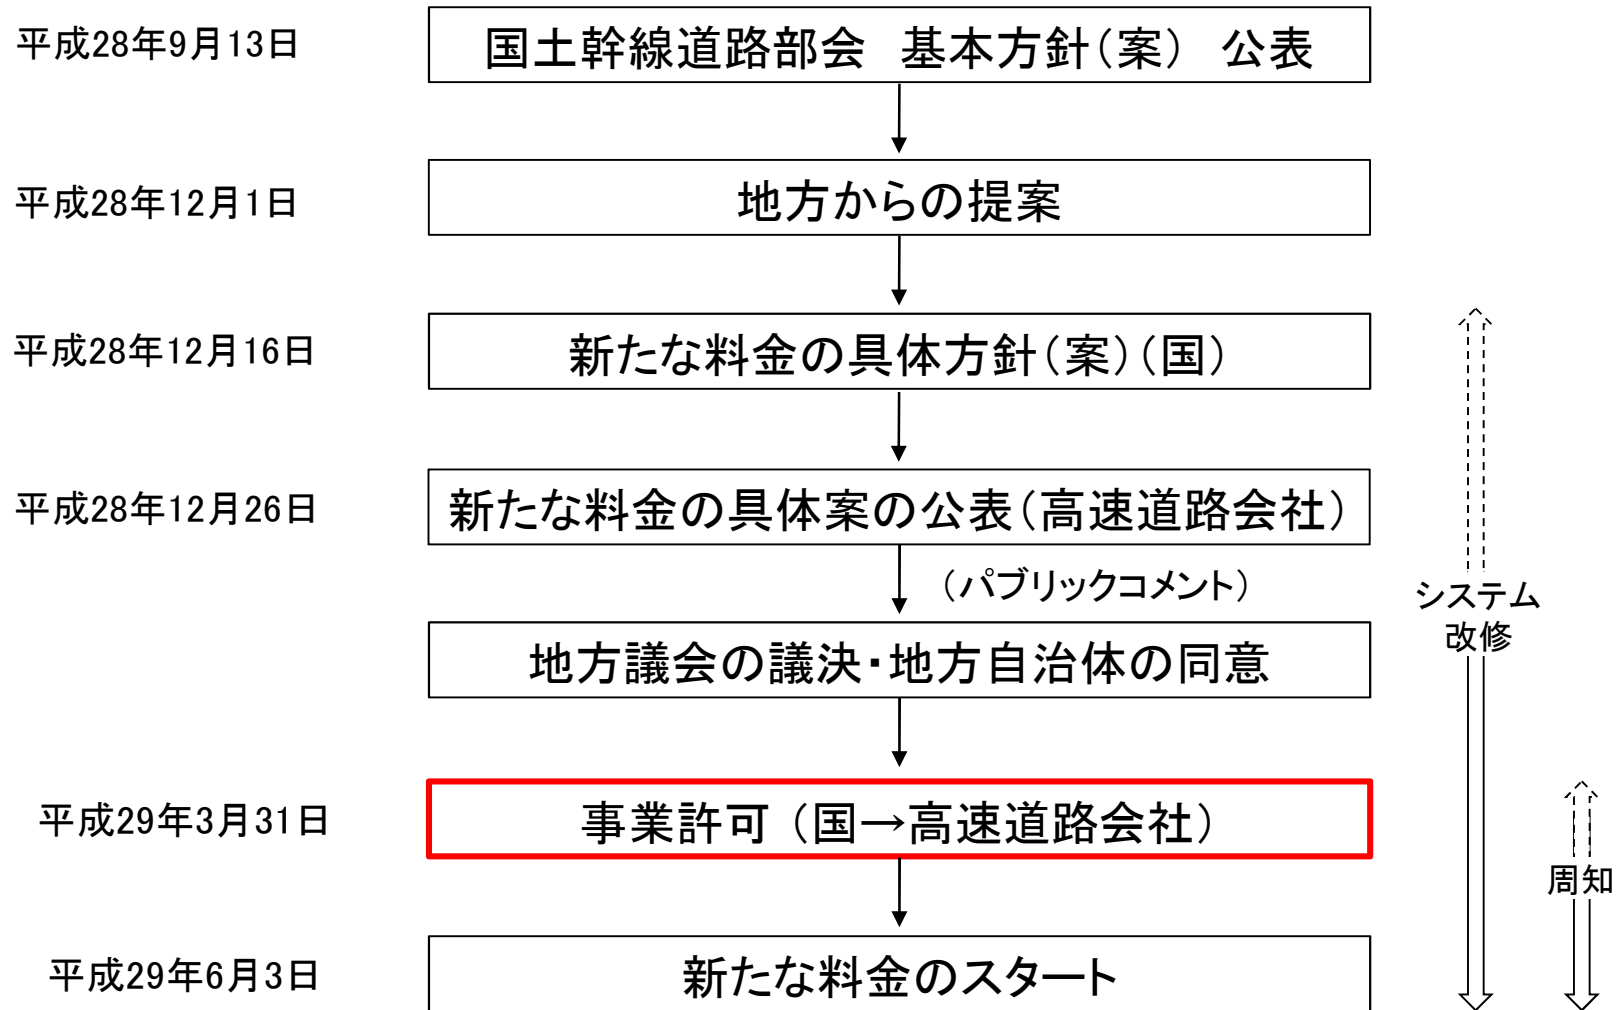 平成28年9月13日
国土幹線道路部会　基本方針（案）　公表
平成28年12月1日
地方からの提案
平成28年12月16日
新たな料金の具体方針（案）（国）
平成28年12月26日
新たな料金の具体案の公表（高速道路会社）
（パブリックコメント）
システム
改修
地方議会の議決・地方自治体の同意
平成29年3月31日
事業許可（国→高速道路会社）
周知
平成29年6月3日
新たな料金のスタート